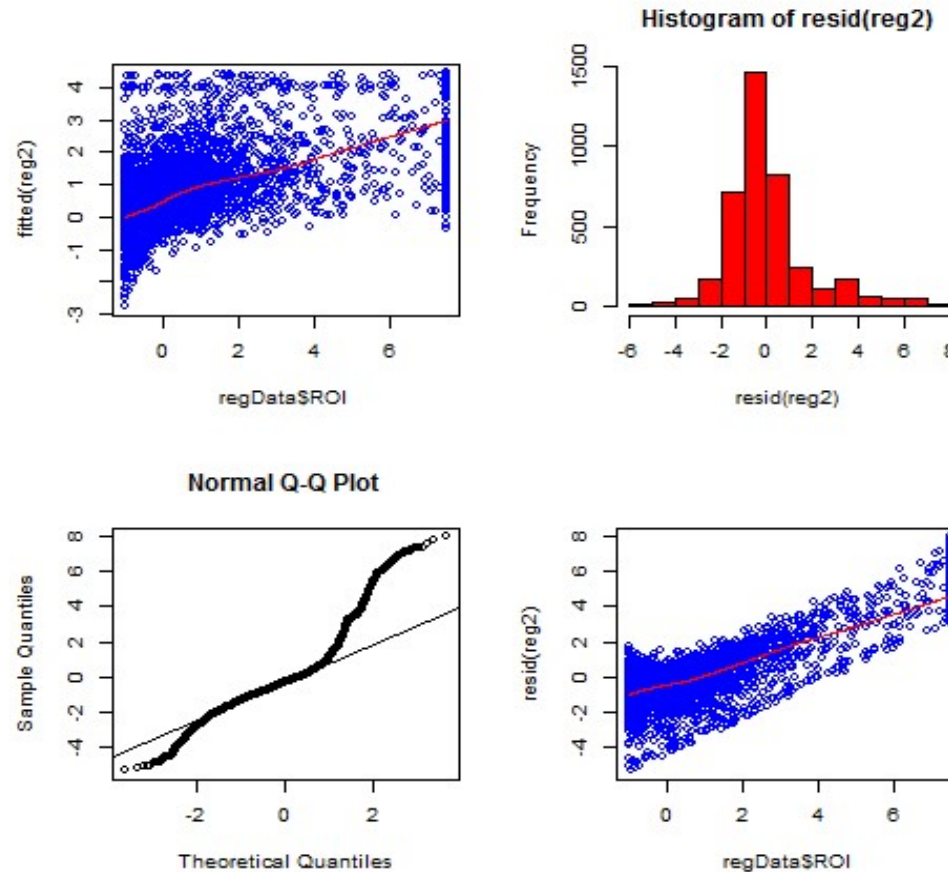 4
3
2
1
0
-1
-3
fitted(reg2)
0 2 4 6
regData$ROI
Histogram of resid(reg2)
1500
1000
500
0
Frequency
-6 -4 -2 0 2 4 6 8
resid(reg2)
Normal Q-Q Plot
8
6
4
2
0
-2
-4
Sample Quantiles
-2 0 2
Theoretical Quantiles
8
6
4
2
0
-2
-4
resid(reg2)
0 2 4 6
regData$ROI